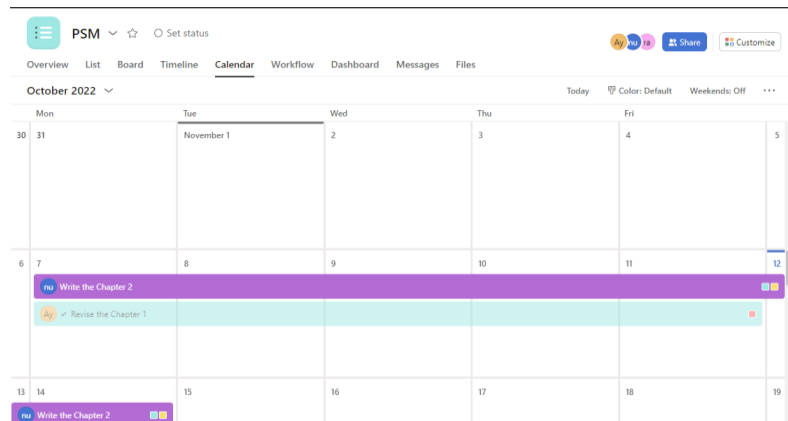 PSM Set status
Ay nu ra Share Customize
Overview List Board Timeline Calendar Workflow Dashboard Messages Files
October 2022 Today Color: Default Weekends: Off
Mon Tue Wed Thu Fri
30 31 November 1 2 3 4 5
6 7 8 9 10 11 12
nu Write the Chapter 2
Ay ✓ Revise the Chapter 1
13 14 15 16 17 18 19
nu Write the Chapter 2